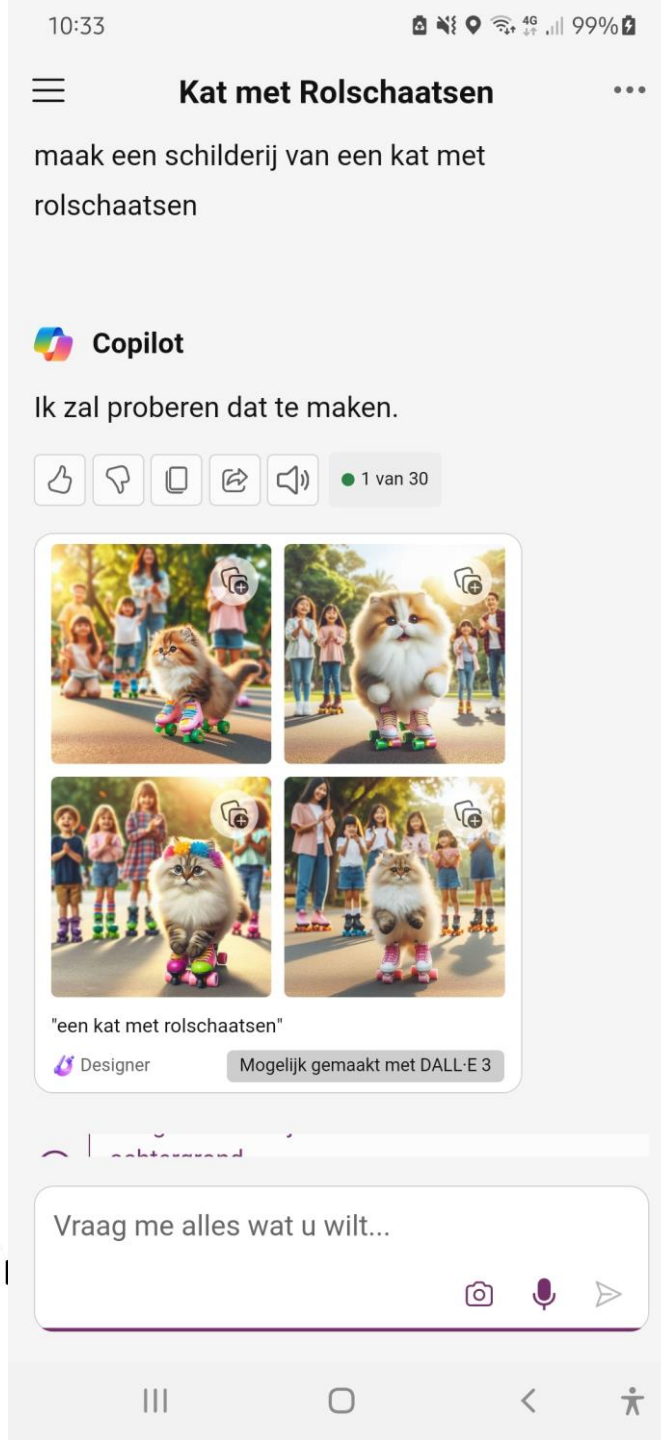 10:33
4G
99%
Kat met Rolschaatsen
maak een schilderij van een kat met
rolschaatsen
Copilot
Ik zal proberen dat te maken.
1 van 30
"een kat met rolschaatsen"
Designer
Mogelijk gemaakt met DALL·E 3
achtergrond
Vraag me alles wat u wilt...